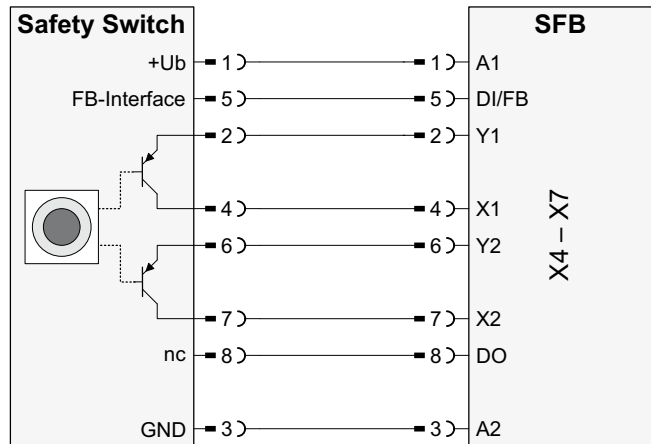 Safety Switch SFB
+Ub 1 1 A1
FB-Interface 5 5 DI/FB
2 2 Y1
4 4 X1
6 6 Y2
7 7 X2
nc 8 8 DO
GND 3 3 A2
X4 – X7